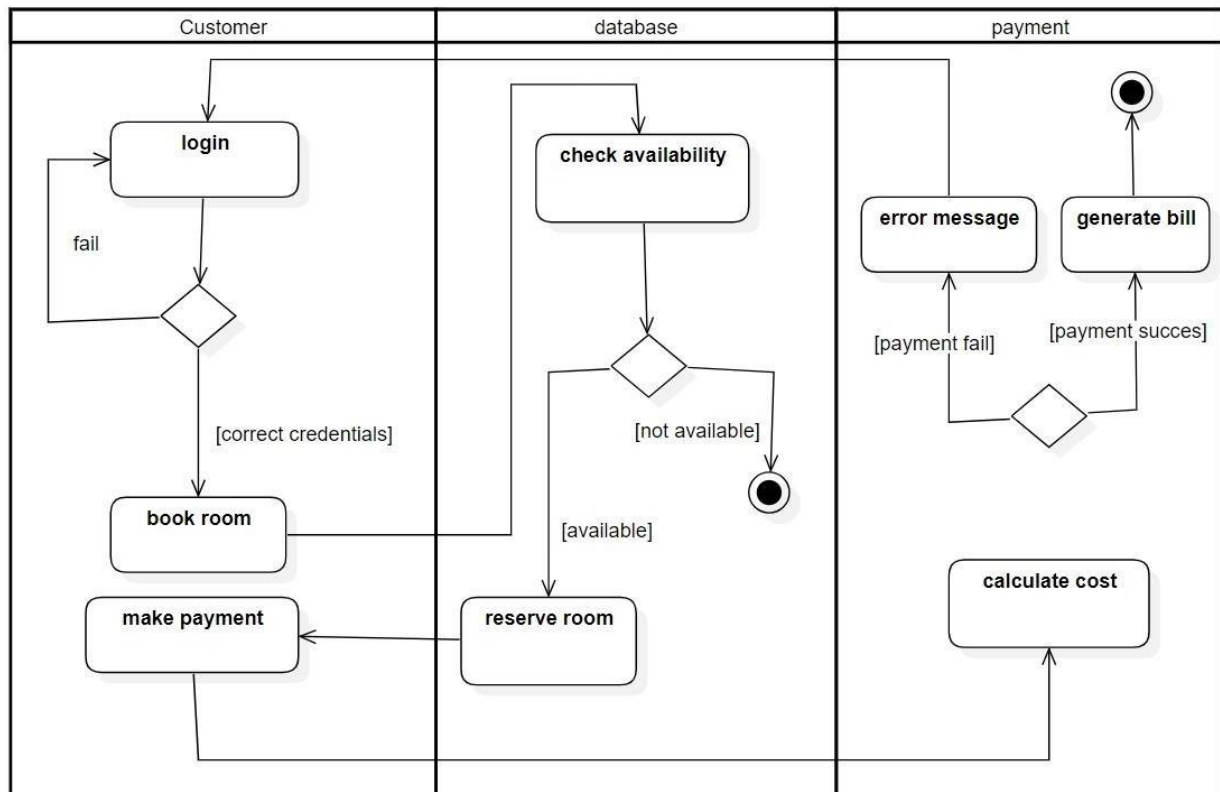 Customer
database
payment
login
fail
[correct credentials]
book room
make payment
check availability
[not available]
[available]
reserve room
error message
generate bill
[payment fail]
[payment succes]
calculate cost